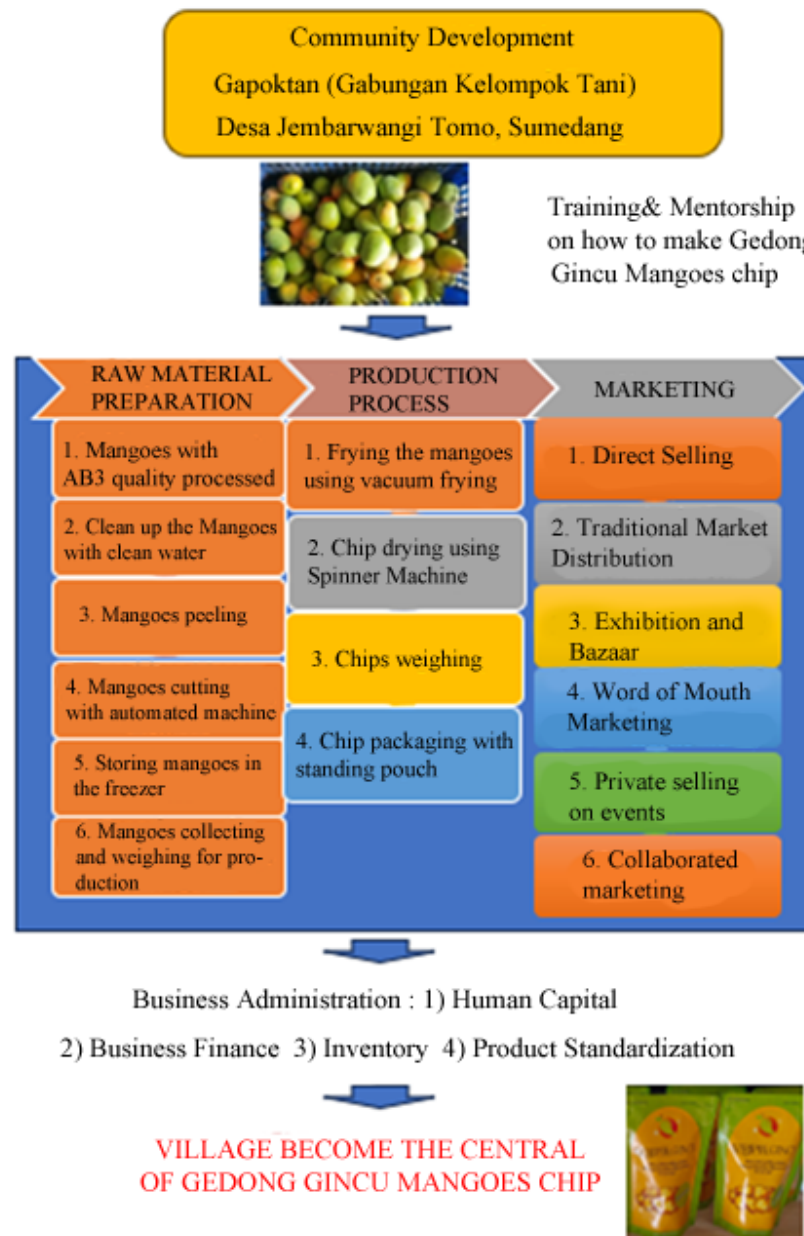 Community Development
Gapoktan (Gabungan Kelompok Tani)
Desa Jembarwangi Tomo, Sumedang
Training& Mentorship
on how to make Gedong
Gincu Mangoes chip
RAW MATERIAL
PREPARATION
1. Mangoes with
AB3 quality processed
2. Clean up the Mangoes
with clean water
3. Mangoes peeling
4. Mangoes cutting
with automated machine
5. Storing mangoes in
the freezer
6. Mangoes collecting
and weighing for pro-
duction
PRODUCTION
PROCESS
1. Frying the mangoes
using vacuum frying
2. Chip drying using
Spinner Machine
3. Chips weighing
4. Chip packaging with
standing pouch
MARKETING
1. Direct Selling
2. Traditional Market
Distribution
3. Exhibition and
Bazaar
4. Word of Mouth
Marketing
5. Private selling
on events
6. Collaborated
marketing
Business Administration : 1) Human Capital
2) Business Finance 3) Inventory 4) Product Standardization
VILLAGE BECOME THE CENTRAL
OF GEDONG GINCU MANGOES CHIP